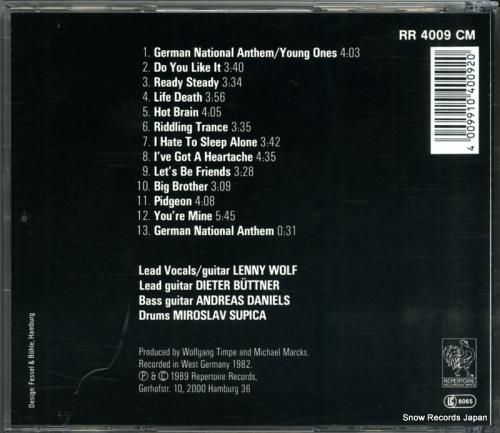 RR 4009 CM
1. German National Anthem/Young Ones 4:03
2. Do You Like It 3:40
3. Ready Steady 3:34
4. Life Death 3:56
5. Hot Brain 4:05
6. Riddling Trance 3:35
7. I Hate To Sleep Alone 3:42
8. I've Got A Heartache 4:35
9. Let's Be Friends 3:28
10. Big Brother 3:09
11. Pidgeon 4:08
12. You're Mine 5:45
13. German National Anthem 0:31
4 009910 400920
Lead Vocals/guitar LENNY WOLF
Lead guitar DIETER BÜTTNER
Bass guitar ANDREAS DANIELS
Drums MIROSLAV SUPICA
Produced by Wolfgang Timpe and Michael Marcks.
Recorded in West Germany 1982.
Ⓟ & © 1989 Repertoire Records,
Gerhofstr. 10, 2000 Hamburg 36
Design: Fessel & Böhle, Hamburg
REPERTOIRE
LC 8065
Snow Records Japan